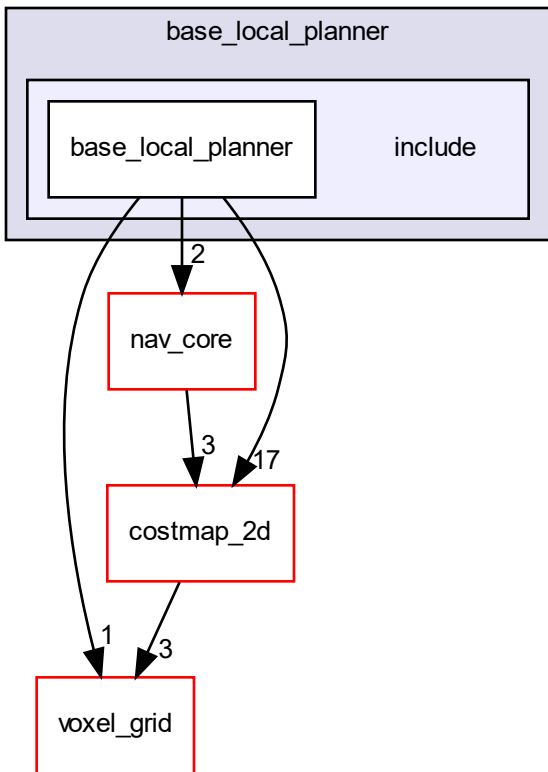 base_local_planner
base_local_planner
include
2
nav_core
3
17
costmap_2d
1
3
voxel_grid